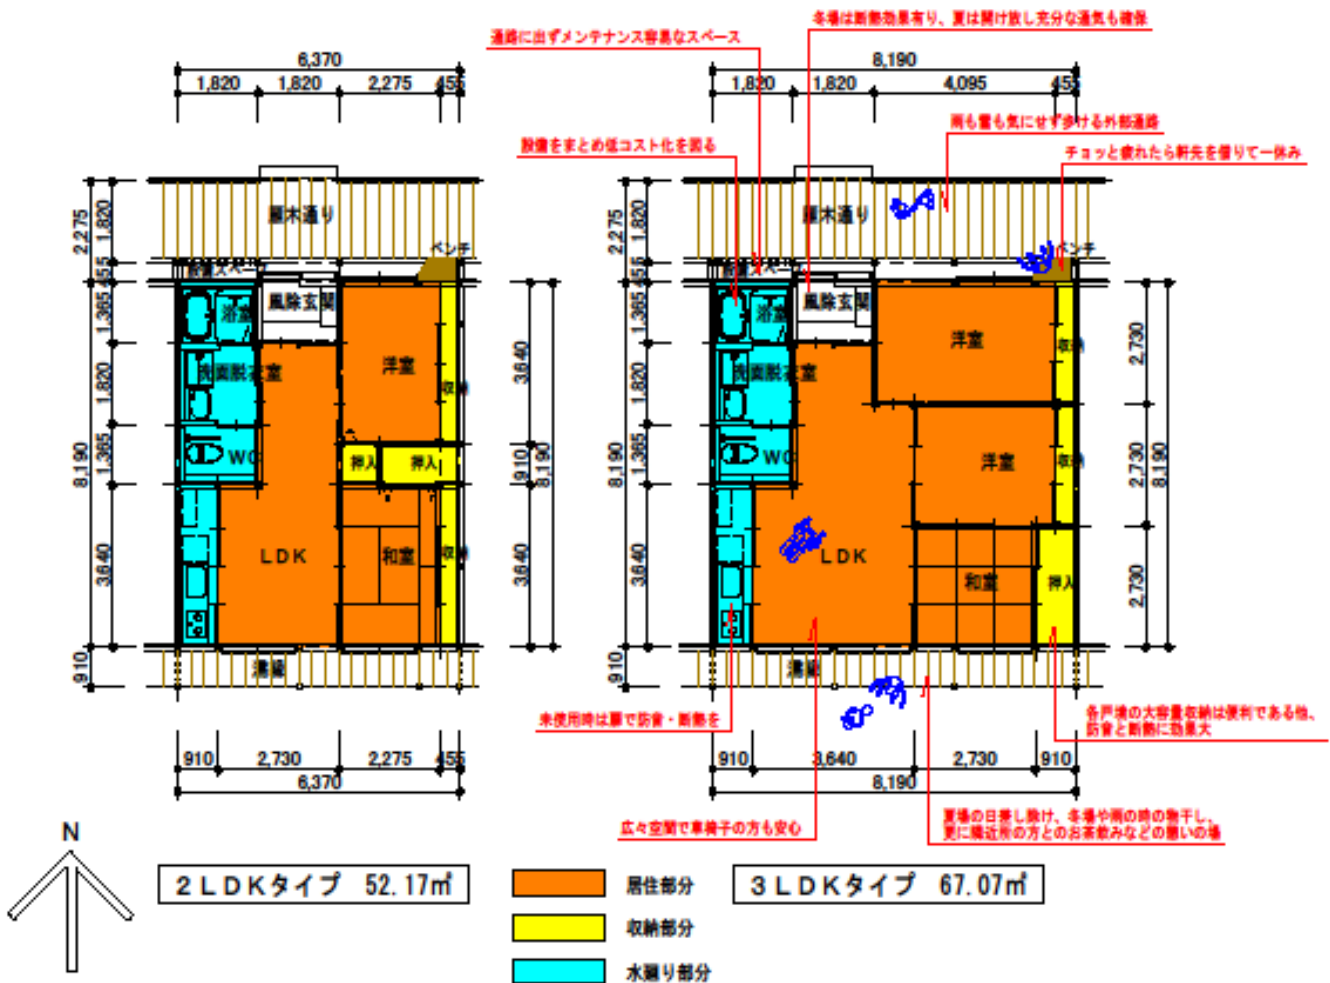 冬場は断熱効果有り、夏は開け放し充分な通気も確保
通路に出ずメンテナンス容易なスペース
6,370
8,190
1,820
1,820
2,275
455
1,820
1,820
4,095
455
雨も雪も気にせず歩ける外部通路
設備をまとめ低コスト化を図る
チョッと疲れたら軒先を借りて一休み
2,275
1,820
雁木通り
2,275
1,820
雁木通り
ベンチ
ベンチ
455
設備スペース
455
1,365
浴室
風除玄関
1,365
浴室
風除玄関
洋室
収納
2,730
洋室
3,640
1,820
洗面脱衣室
収納
1,820
洗面脱衣室
8,190
1,365
WC
押入
押入
910
8,190
8,190
1,365
WC
洋室
収納
2,730
8,190
3,640
LDK
和室
収納
3,640
3,640
LDK
和室
押入
2,730
910
濡縁
910
未使用時は扉で防音・断熱を
各戸境の大容量収納は便利である他、
防音と断熱に効果大
910
2,730
2,275
455
910
3,640
2,730
910
6,370
8,190
広々空間で車椅子の方も安心
夏場の日差し除け、冬場や雨の時の物干し、
更に隣近所の方とのお茶飲みなどの憩いの場
N
2LDKタイプ 52.17㎡
居住部分
3LDKタイプ 67.07㎡
収納部分
水廻り部分